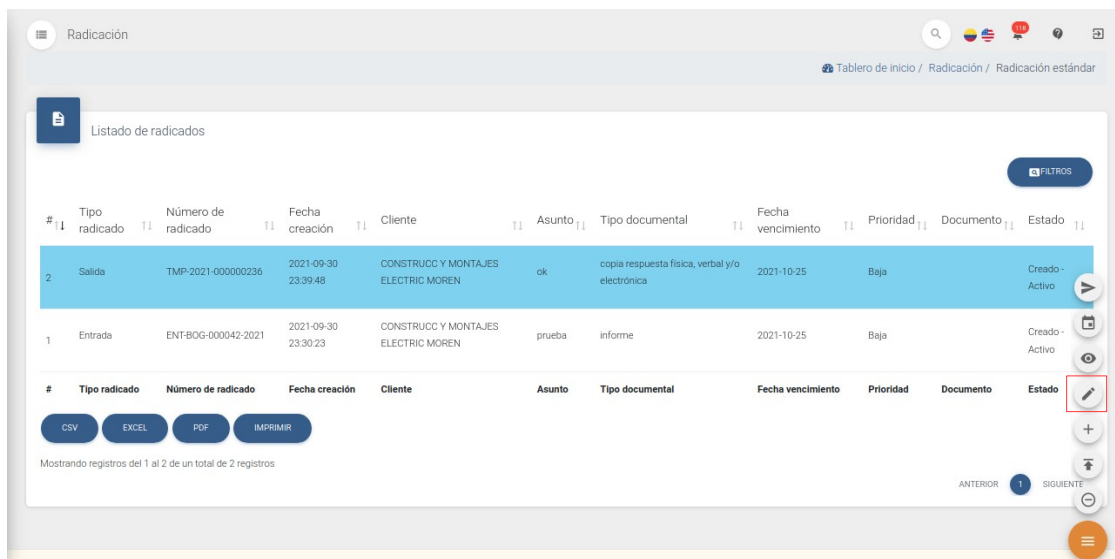 Radicación
118
Tablero de inicio / Radicación / Radicación estándar
Listado de radicados
FILTROS
# Tipo radicado Número de radicado Fecha creación Cliente Asunto Tipo documental Fecha vencimiento Prioridad Documento Estado
2 Salida TMP-2021-000000236 2021-09-30 23:39:48 CONSTRUCC Y MONTAJES ELECTRIC MOREN ok copia respuesta física, verbal y/o electrónica 2021-10-25 Baja Creado - Activo
1 Entrada ENT-BOG-000042-2021 2021-09-30 23:30:23 CONSTRUCC Y MONTAJES ELECTRIC MOREN prueba informe 2021-10-25 Baja Creado - Activo
# Tipo radicado Número de radicado Fecha creación Cliente Asunto Tipo documental Fecha vencimiento Prioridad Documento Estado
CSV EXCEL PDF IMPRIMIR
Mostrando registros del 1 al 2 de un total de 2 registros
ANTERIOR 1 SIGUIENTE